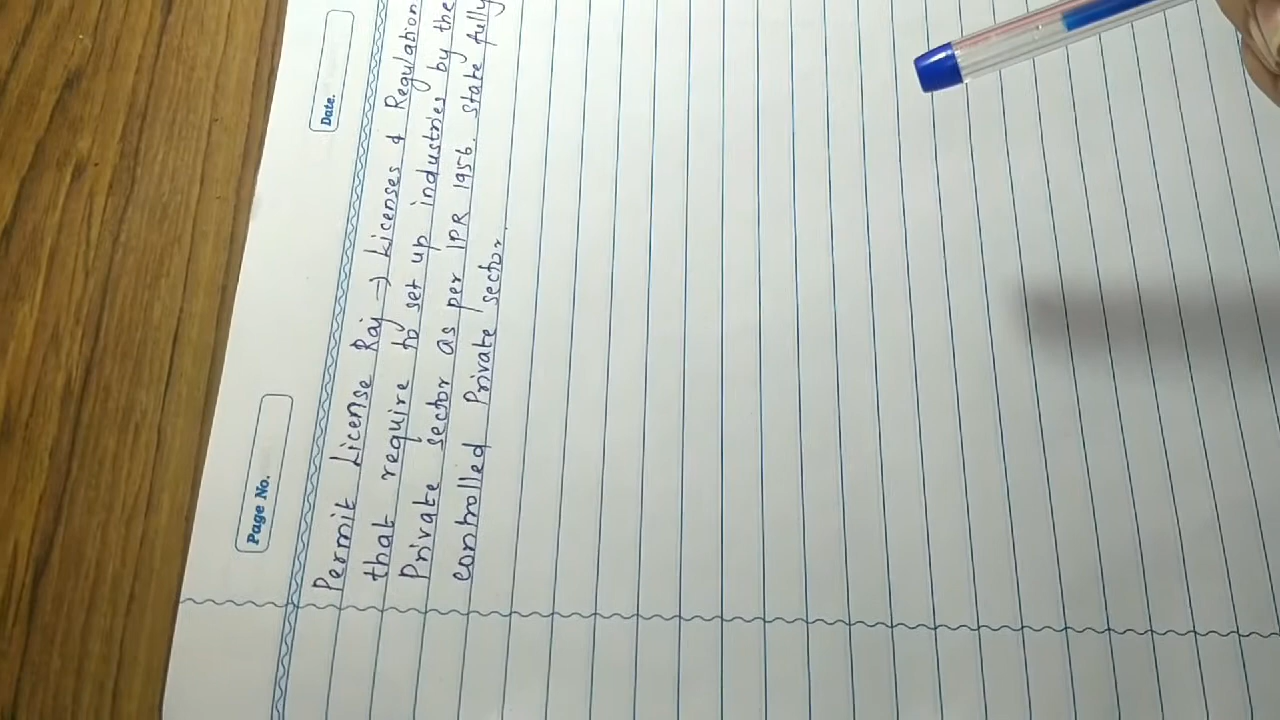 Page No.
Date.
Permit License Raj → Licenses & Regulation
that require to set up industries by the
Private sector as per IPR 1956. State fully
controlled Private sector.